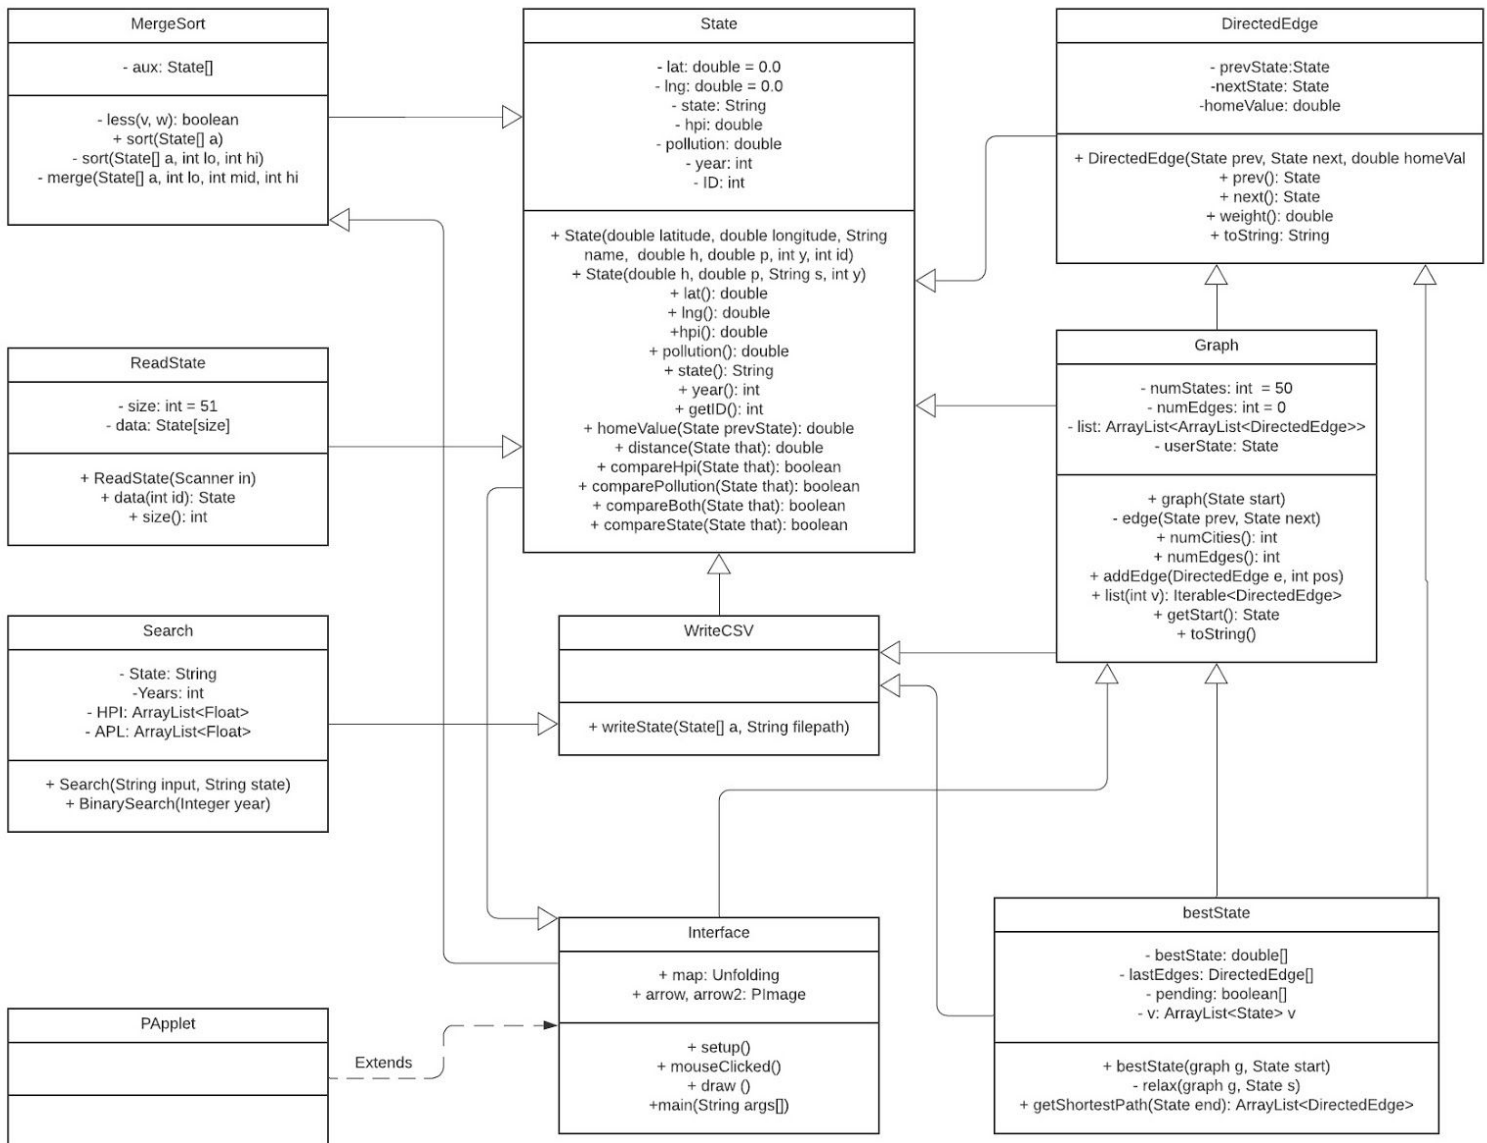 MergeSort
- aux: State[]
- less(v, w): boolean
+ sort(State[] a)
- sort(State[] a, int lo, int hi)
- merge(State[] a, int lo, int mid, int hi
State
- lat: double = 0.0
- lng: double = 0.0
- state: String
- hpi: double
- pollution: double
- year: int
- ID: int
+ State(double latitude, double longitude, String
name, double h, double p, int y, int id)
+ State(double h, double p, String s, int y)
+ lat(): double
+ lng(): double
+hpi(): double
+ pollution(): double
+ state(): String
+ year(): int
+ getID(): int
+ homeValue(State prevState): double
+ distance(State that): double
+ compareHpi(State that): boolean
+ comparePollution(State that): boolean
+ compareBoth(State that): boolean
+ compareState(State that): boolean
DirectedEdge
- prevState:State
-nextState: State
-homeValue: double
+ DirectedEdge(State prev, State next, double homeVal
+ prev(): State
+ next(): State
+ weight(): double
+ toString: String
ReadState
- size: int = 51
- data: State[size]
+ ReadState(Scanner in)
+ data(int id): State
+ size(): int
Graph
- numStates: int = 50
- numEdges: int = 0
- list: ArrayList<ArrayList<DirectedEdge>>
- userState: State
+ graph(State start)
- edge(State prev, State next)
+ numCities(): int
+ numEdges(): int
+ addEdge(DirectedEdge e, int pos)
+ list(int v): Iterable<DirectedEdge>
+ getStart(): State
+ toString()
Search
- State: String
-Years: int
- HPI: ArrayList<Float>
- APL: ArrayList<Float>
+ Search(String input, String state)
+ BinarySearch(Integer year)
WriteCSV
+ writeState(State[] a, String filepath)
Interface
+ map: Unfolding
+ arrow, arrow2: PImage
+ setup()
+ mouseClicked()
+ draw ()
+main(String args[])
bestState
- bestState: double[]
- lastEdges: DirectedEdge[]
- pending: boolean[]
- v: ArrayList<State> v
+ bestState(graph g, State start)
- relax(graph g, State s)
+ getShortestPath(State end): ArrayList<DirectedEdge>
PApplet
Extends